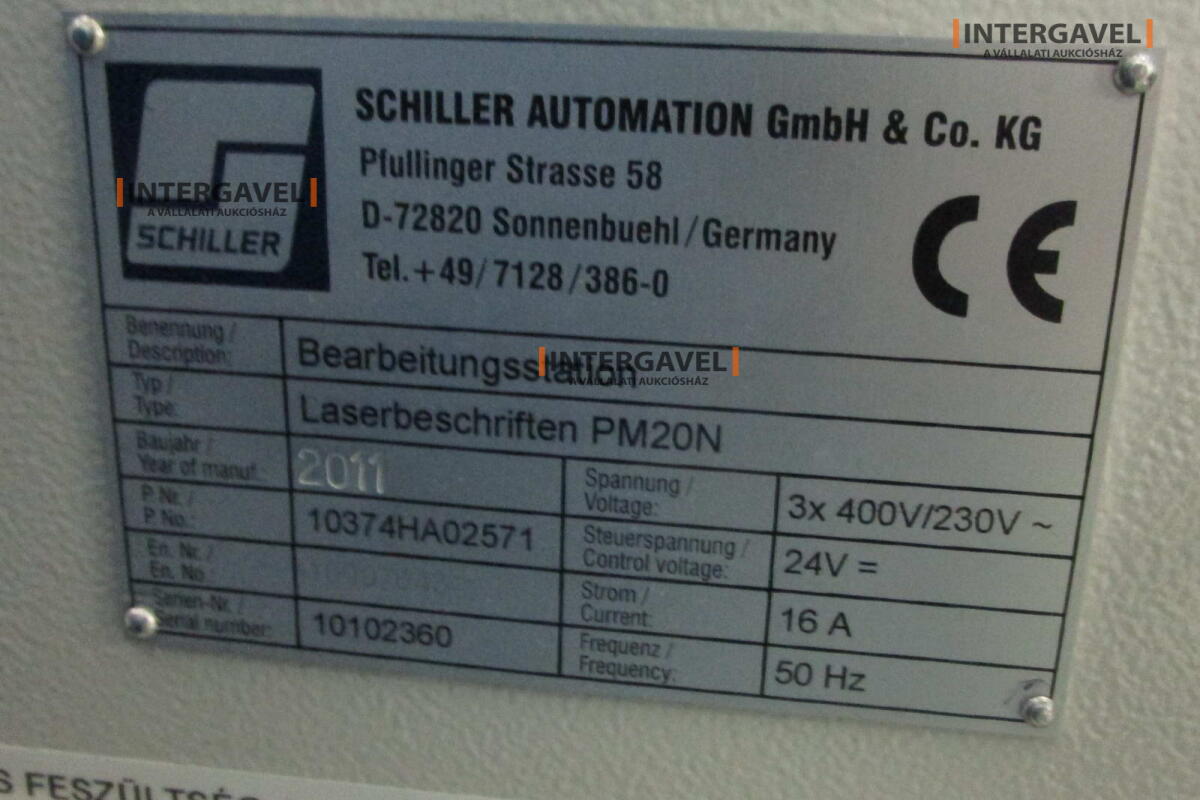 INTERGAVEL
A VÁLLALATI AUKCIÓSHÁZ
SCHILLER AUTOMATION GmbH & Co. KG
Pfullinger Strasse 58
D-72820 Sonnenbuehl/Germany
Tel.+49/7128/386-0
INTERGAVEL
A VÁLLALATI AUKCIÓSHÁZ
SCHILLER
CE
Benennung /
Description:
Bearbeitungsstation
INTERGAVEL
A VÁLLALATI AUKCIÓSHÁZ
Typ /
Type:
Laserbeschriften PM20N
Baujahr /
Year of manuf.:
2011
Spannung /
Voltage:
3x 400V/230V ~
P. Nr. /
P. No.:
10374HA02571
Steuerspannung /
Control voltage:
24V =
En. Nr. /
En. No.:
Strom /
Current:
16 A
Serien-Nr. /
Serial number:
10102360
Frequenz /
Frequency:
50 Hz
S FESZÜLTSÉG